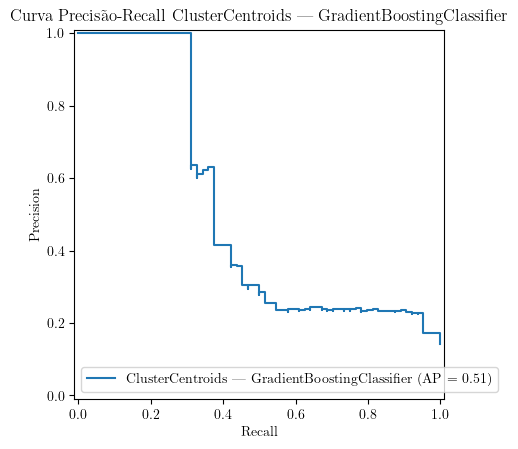 Curva Precisão-Recall ClusterCentroids — GradientBoostingClassifier
1.0
0.8
0.6
0.4
0.2
0.0
Precision
0.0 0.2 0.4 0.6 0.8 1.0
Recall
ClusterCentroids — GradientBoostingClassifier (AP = 0.51)